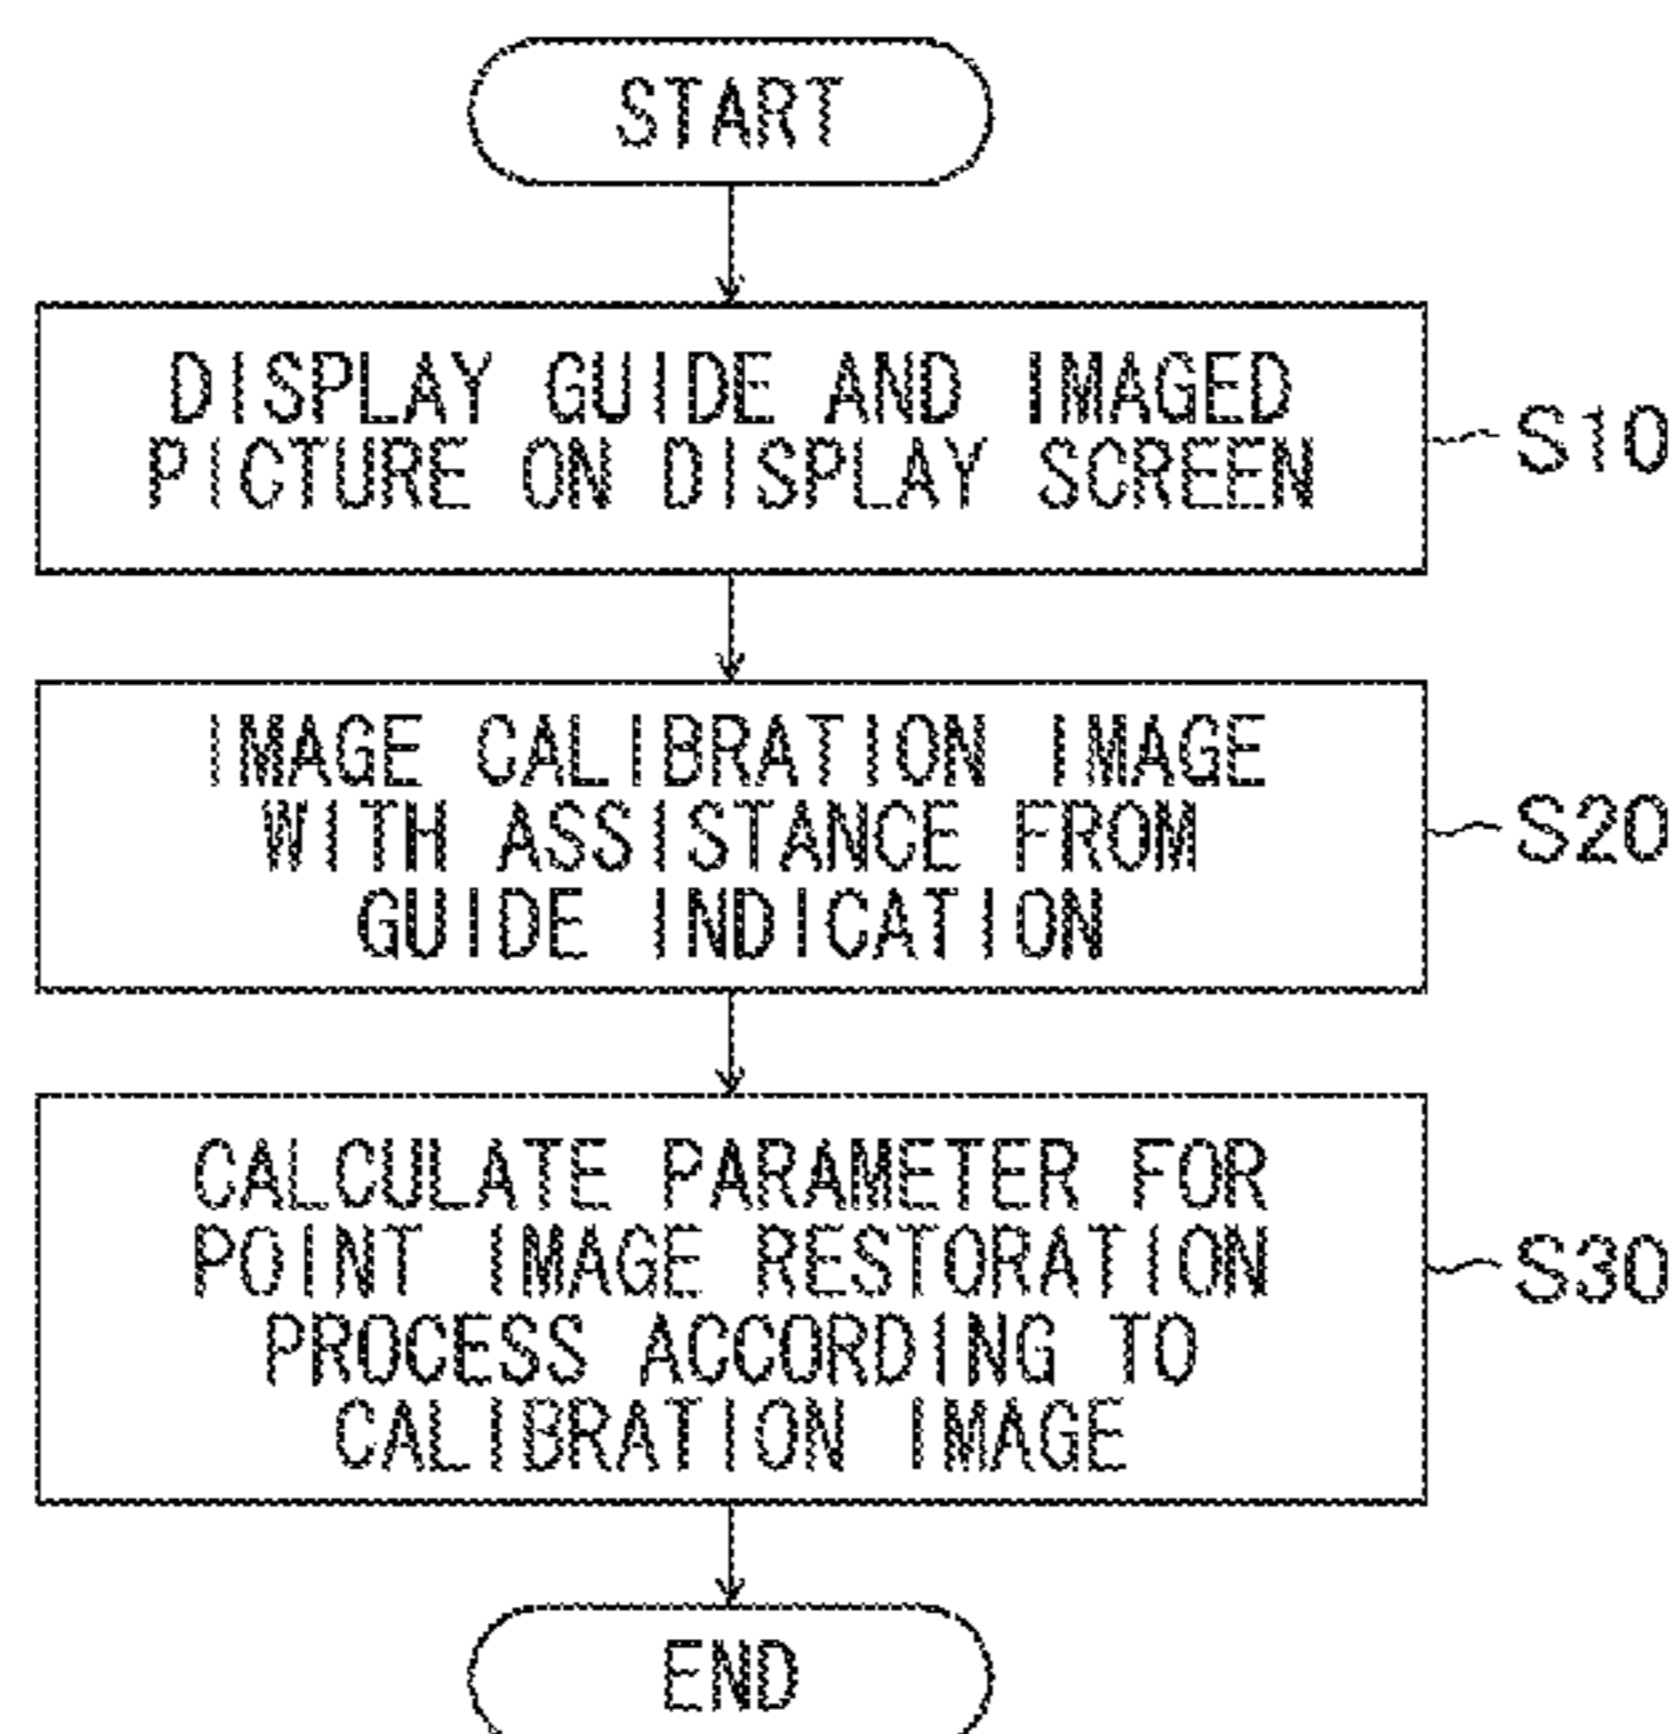 START
DISPLAY GUIDE AND IMAGED
PICTURE ON DISPLAY SCREEN
S10
IMAGE CALIBRATION IMAGE
WITH ASSISTANCE FROM
GUIDE INDICATION
S20
CALCULATE PARAMETER FOR
POINT IMAGE RESTORATION
PROCESS ACCORDING TO
CALIBRATION IMAGE
S30
END